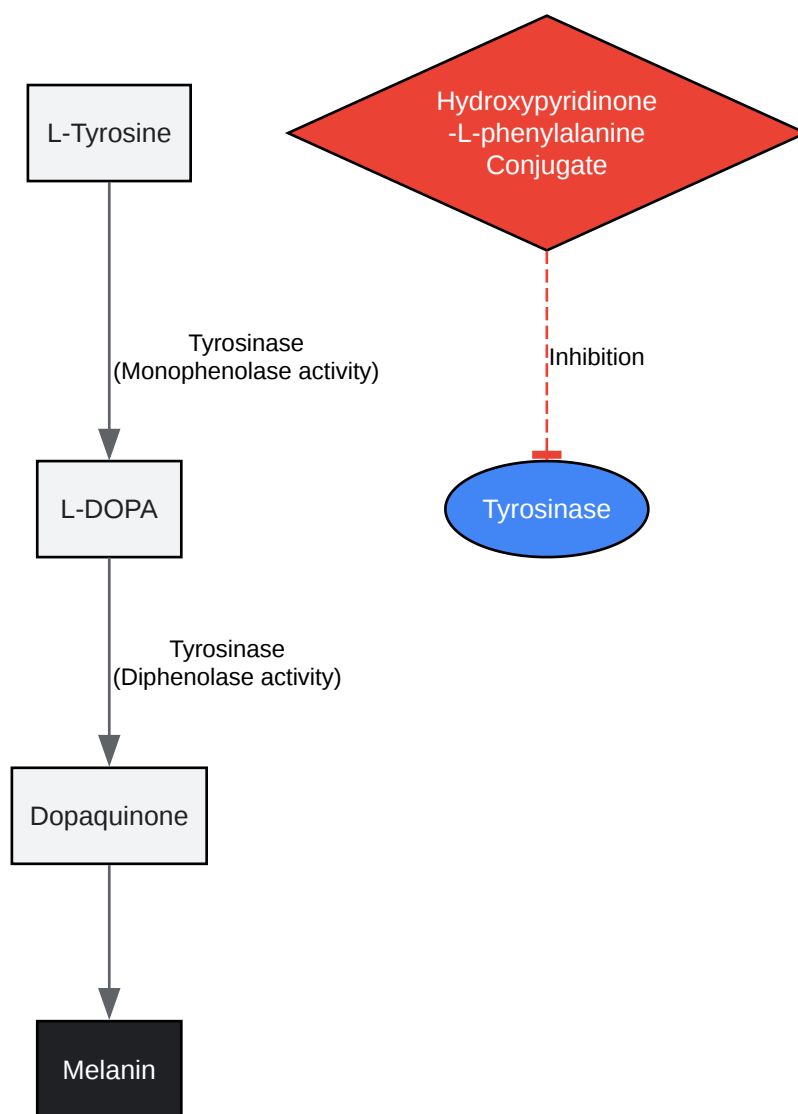 L-Tyrosine
Hydroxypyridinone
-L-phenylalanine
Conjugate
Tyrosinase
(Monophenolase activity)
Inhibition
L-DOPA
Tyrosinase
Tyrosinase
(Diphenolase activity)
Dopaquinone
Melanin